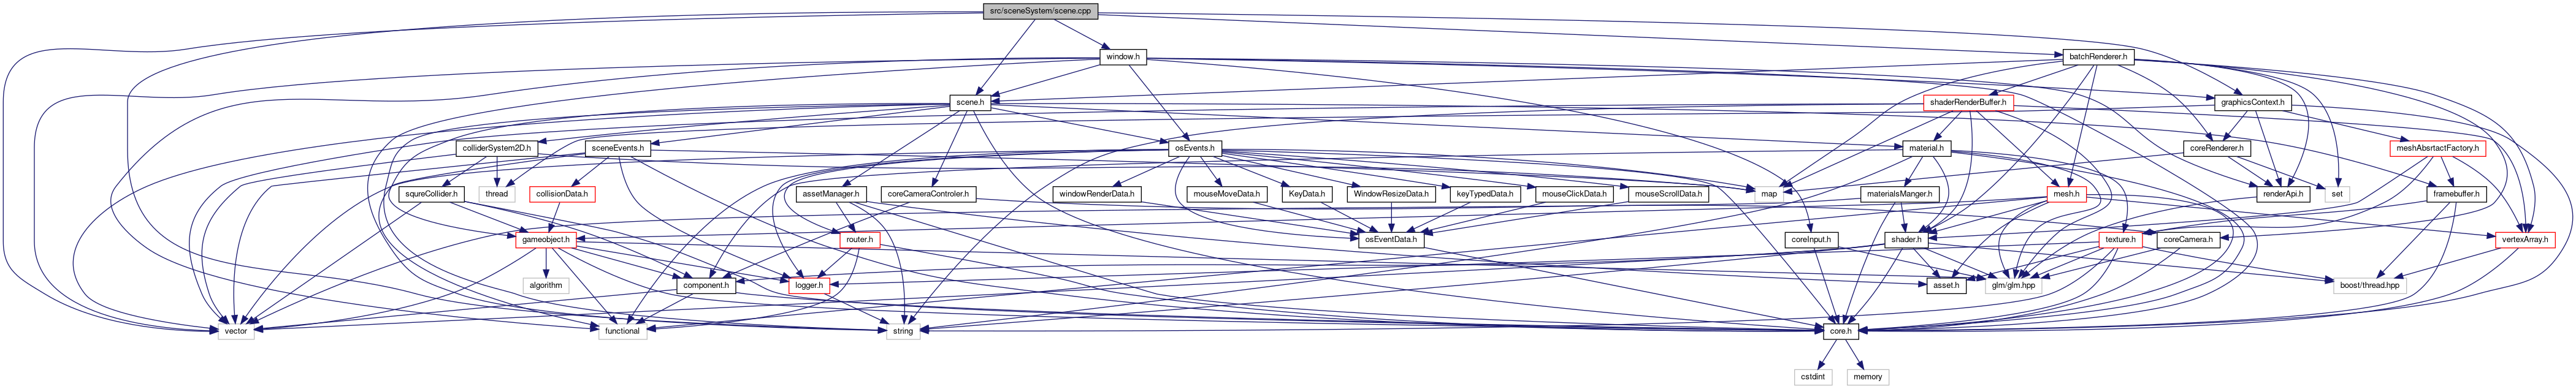 src/sceneSystem/scene.cpp
window.h
batchRenderer.h
scene.h
shaderRenderBuffer.h
graphicsContext.h
colliderSystem2D.h
sceneEvents.h
osEvents.h
material.h
coreRenderer.h
meshAbsrtactFactory.h
squreCollider.h
thread
collisionData.h
assetManager.h
coreCameraControler.h
windowRenderData.h
mouseMoveData.h
KeyData.h
WindowResizeData.h
keyTypedData.h
mouseClickData.h
mouseScrollData.h
map
materialsManger.h
mesh.h
renderApi.h
set
framebuffer.h
gameobject.h
router.h
osEventData.h
coreInput.h
shader.h
texture.h
coreCamera.h
vertexArray.h
algorithm
component.h
logger.h
asset.h
glm/glm.hpp
boost/thread.hpp
vector
functional
string
core.h
cstdint
memory